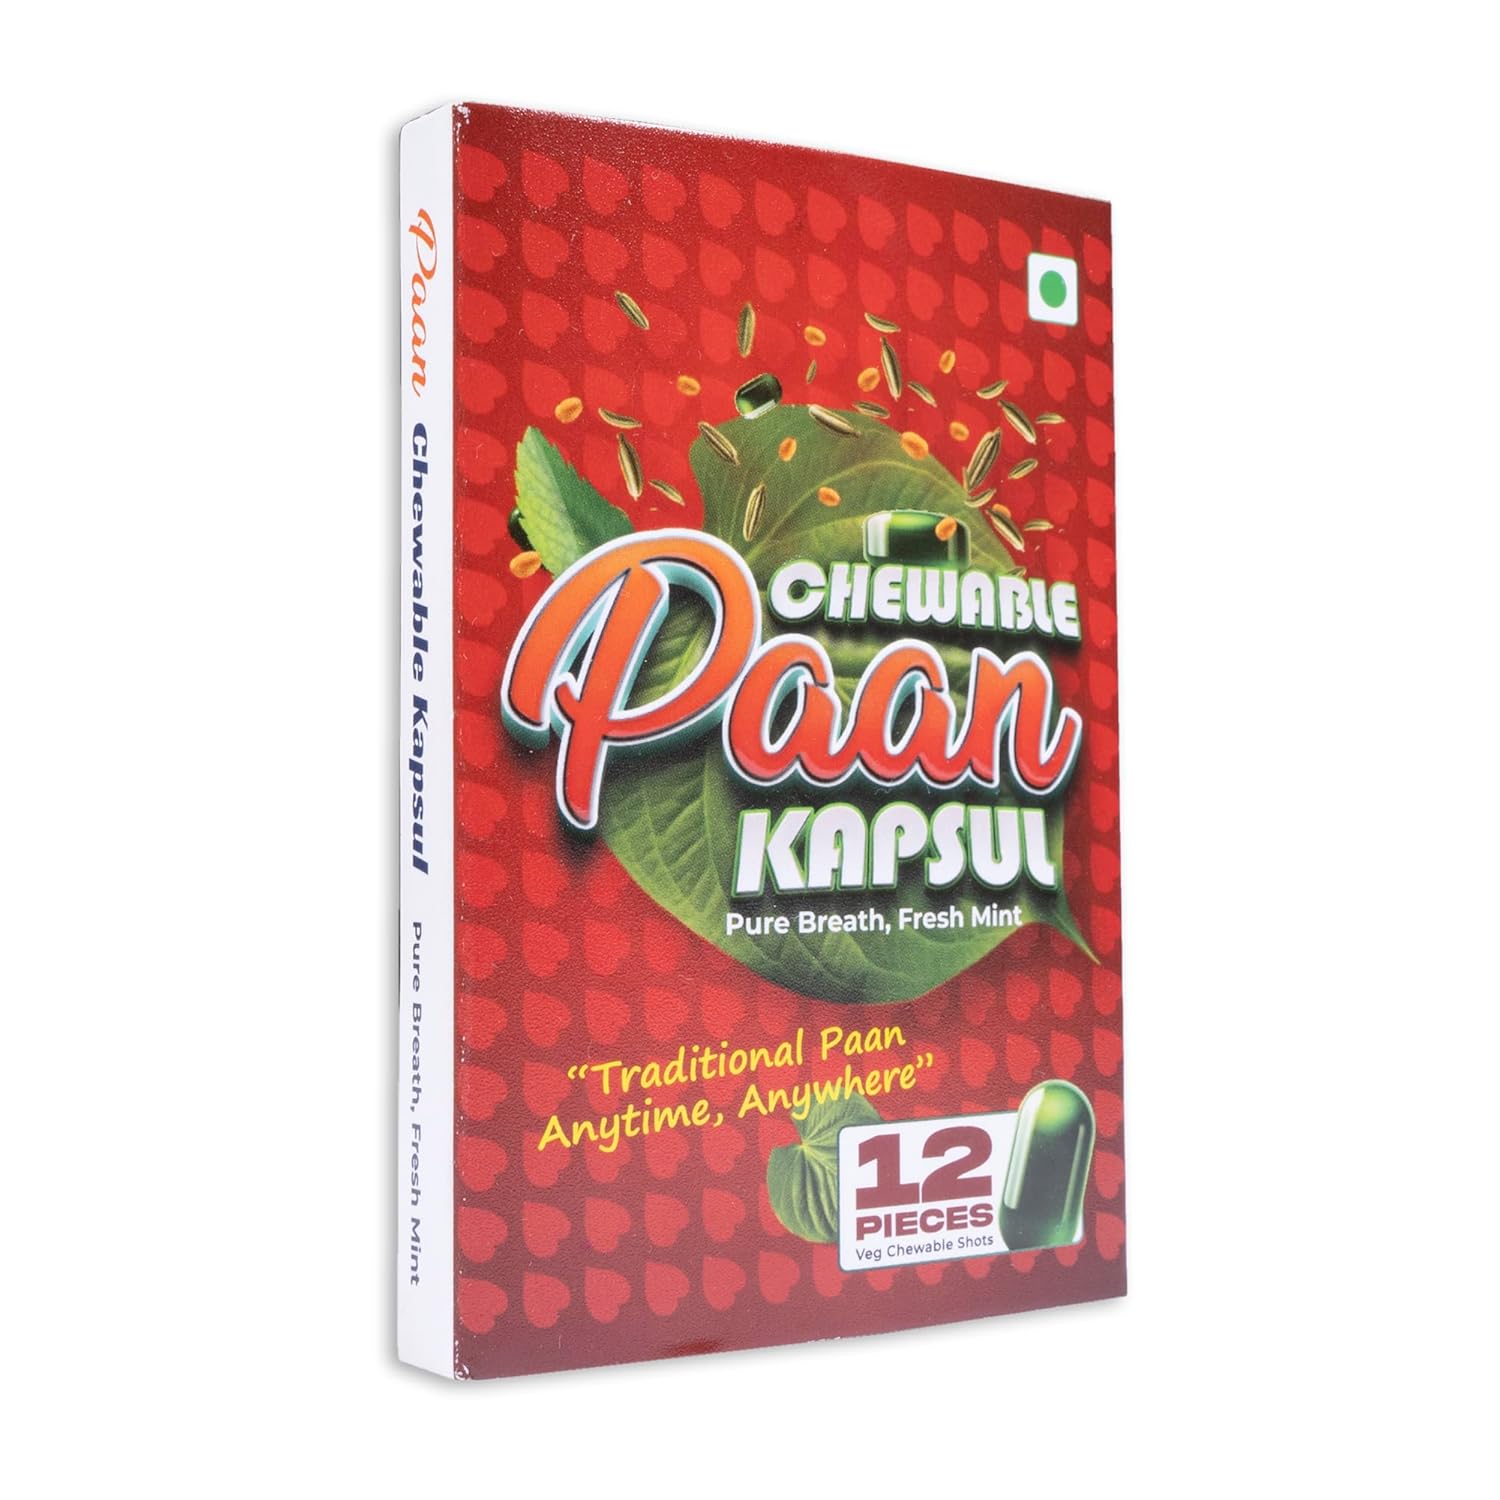 Paan Chewable Kapsul Pure Breath, Fresh Mint
CHEWABLE
Paan
KAPSUL
Pure Breath, Fresh Mint
“Traditional Paan
Anytime, Anywhere”
12
PIECES
Veg Chewable Shots